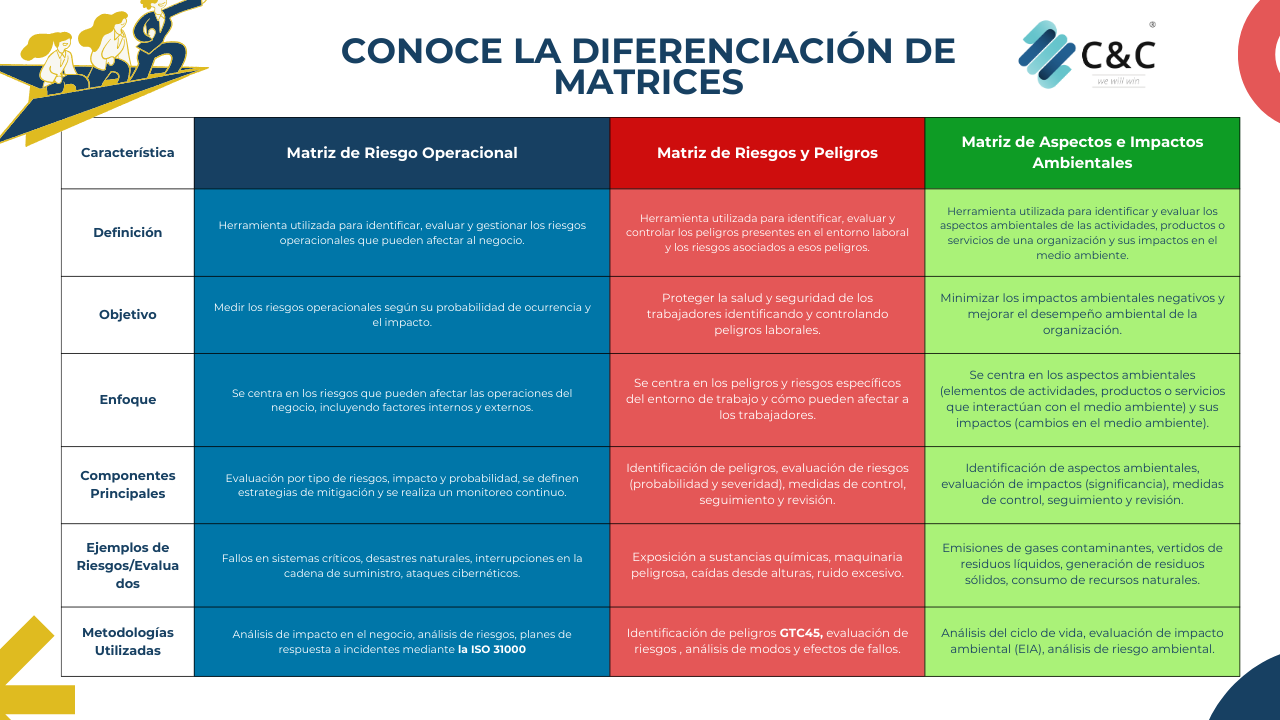 CONOCE LA DIFERENCIACIÓN DE
MATRICES
®
C&C
we will win
Característica
Matriz de Riesgo Operacional
Matriz de Riesgos y Peligros
Matriz de Aspectos e Impactos
Ambientales
Definición
Herramienta utilizada para identificar, evaluar y gestionar los riesgos
operacionales que pueden afectar al negocio.
Herramienta utilizada para identificar, evaluar y
controlar los peligros presentes en el entorno laboral
y los riesgos asociados a esos peligros.
Herramienta utilizada para identificar y evaluar los
aspectos ambientales de las actividades, productos o
servicios de una organización y sus impactos en el
medio ambiente.
Objetivo
Medir los riesgos operacionales según su probabilidad de ocurrencia y
el impacto.
Proteger la salud y seguridad de los
trabajadores identificando y controlando
peligros laborales.
Minimizar los impactos ambientales negativos y
mejorar el desempeño ambiental de la
organización.
Enfoque
Se centra en los riesgos que pueden afectar las operaciones del
negocio, incluyendo factores internos y externos.
Se centra en los peligros y riesgos específicos
del entorno de trabajo y cómo pueden afectar a
los trabajadores.
Se centra en los aspectos ambientales
(elementos de actividades, productos o servicios
que interactúan con el medio ambiente) y sus
impactos (cambios en el medio ambiente).
Componentes
Principales
Evaluación por tipo de riesgos, impacto y probabilidad, se definen
estrategias de mitigación y se realiza un monitoreo continuo.
Identificación de peligros, evaluación de riesgos
(probabilidad y severidad), medidas de control,
seguimiento y revisión.
Identificación de aspectos ambientales,
evaluación de impactos (significancia), medidas
de control, seguimiento y revisión.
Ejemplos de
Riesgos/Evalua
dos
Fallos en sistemas críticos, desastres naturales, interrupciones en la
cadena de suministro, ataques cibernéticos.
Exposición a sustancias químicas, maquinaria
peligrosa, caídas desde alturas, ruido excesivo.
Emisiones de gases contaminantes, vertidos de
residuos líquidos, generación de residuos
sólidos, consumo de recursos naturales.
Metodologías
Utilizadas
Análisis de impacto en el negocio, análisis de riesgos, planes de
respuesta a incidentes mediante la ISO 31000
Identificación de peligros GTC45, evaluación de
riesgos , análisis de modos y efectos de fallos.
Análisis del ciclo de vida, evaluación de impacto
ambiental (EIA), análisis de riesgo ambiental.